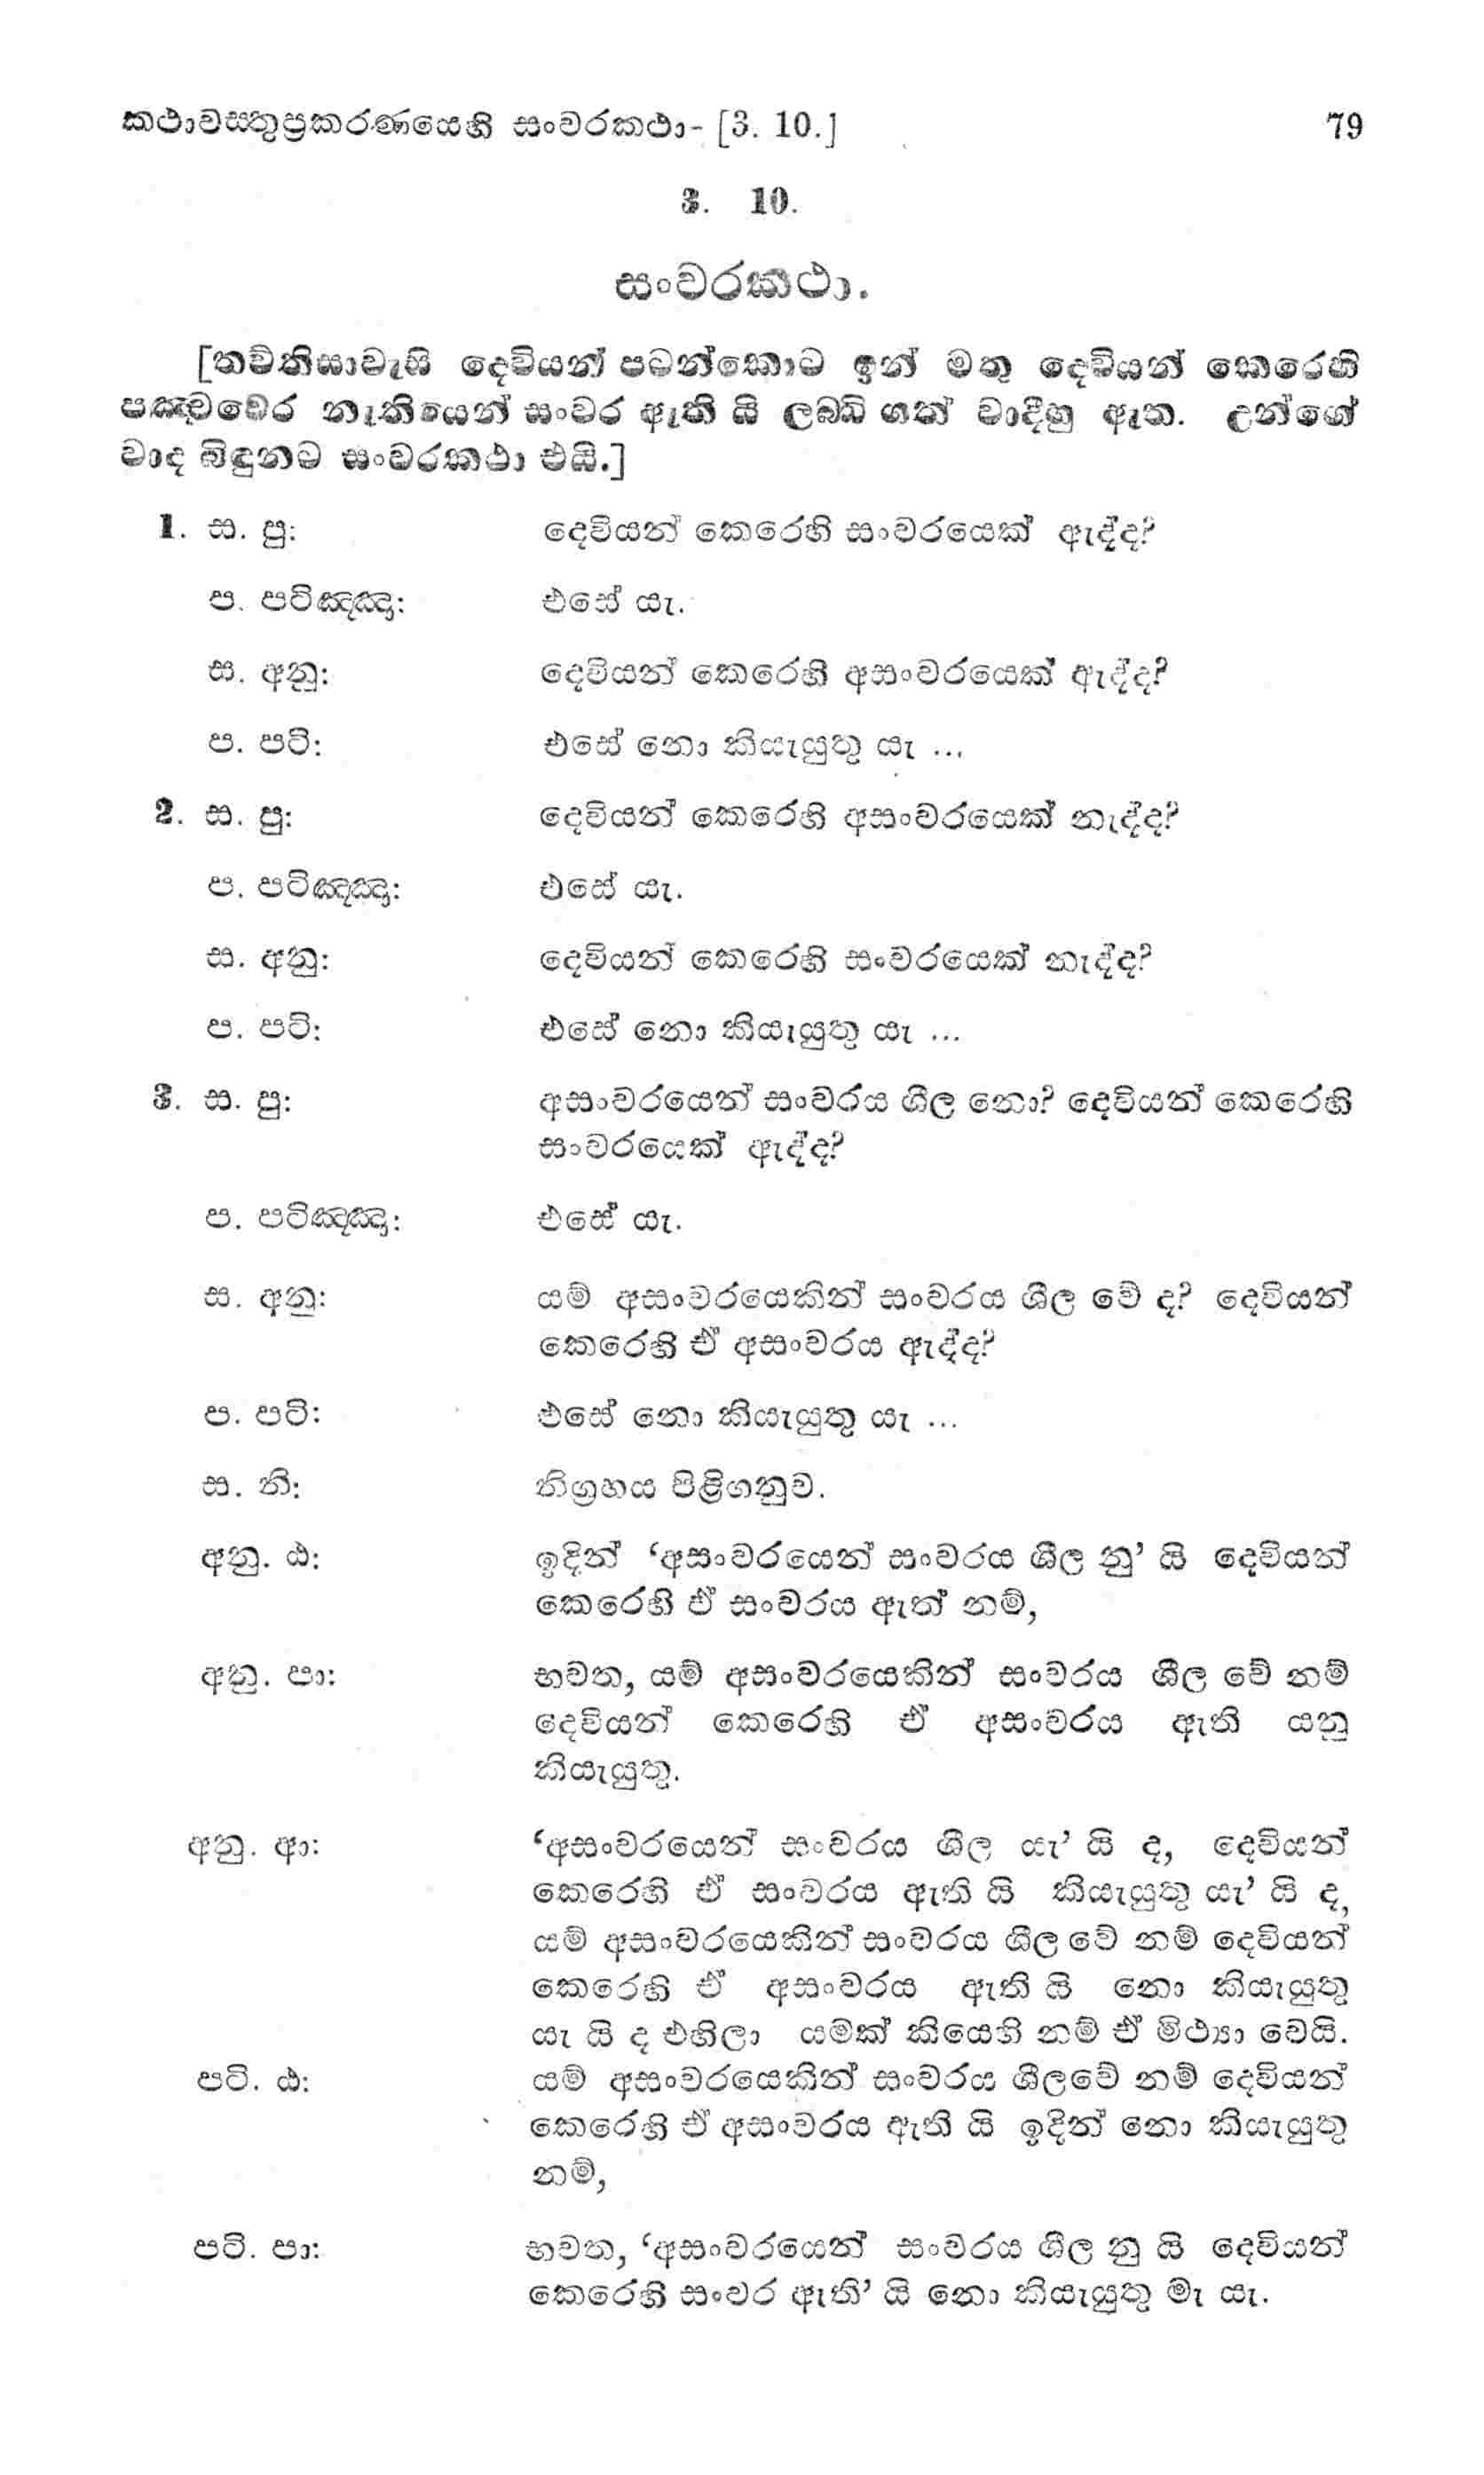 කථාවස්තුප්‍රකරණයෙහි සංවරකථා- [3. 10.] 79
3. 10.
සංවරකථා.
[තව්තිසාවැසි දෙවියන් පටන්කොට ඉන් මතු දෙවියන් කෙරෙහි
පඤ්චවෙර නැතියෙන් සංවර ඇති යි ලබ්ධි ගත් වාදීහු ඇත. උන්ගේ
වාද බිඳුනට සංවරකථා එයි.]
1. ස. පු: දෙවියන් කෙරෙහි සංවරයෙක් ඇද්ද?
ප. පටිඤ්ඤා: එසේ යැ.
ස. අනු: දෙවියන් කෙරෙහි අසංවරයෙක් ඇද්ද?
ප. පටි: එසේ නො කියැයුතු යැ ...
2. ස. පු: දෙවියන් කෙරෙහි අසංවරයෙක් නැද්ද?
ප. පටිඤ්ඤා: එසේ යැ.
ස. අනු: දෙවියන් කෙරෙහි සංවරයෙක් නැද්ද?
ප. පටි: එසේ නො කියැයුතු යැ ...
3. ස. පු: අසංවරයෙන් සංවරය ශීල නො? දෙවියන් කෙරෙහි
සංවරයෙක් ඇද්ද?
ප. පටිඤ්ඤා: එසේ යැ.
ස. අනු: යම් අසංවරයෙකින් සංවරය ශීල වේ ද? දෙවියන්
කෙරෙහි ඒ අසංවරය ඇද්ද?
ප. පටි: එසේ නො කියැයුතු යැ ...
ස. නි: නිග්‍රහය පිළිගනුව.
අනු. ඨ: ඉදින් ‘අසංවරයෙන් සංවරය ශීල නු’ යි දෙවියන්
කෙරෙහි ඒ සංවරය ඇත් නම්,
අනු. පා: භවත, යම් අසංවරයෙකින් සංවරය ශීල වේ නම්
දෙවියන් කෙරෙහි ඒ අසංවරය ඇති යනු
කියැයුතු.
අනු. ආ: ‘අසංවරයෙන් සංවරය ශීල යැ’ යි ද, දෙවියන්
කෙරෙහි ඒ සංවරය ඇති යි කියැයුතු යැ’ යි ද,
යම් අසංවරයෙකින් සංවරය ශීල වේ නම් දෙවියන්
කෙරෙහි ඒ අසංවරය ඇති යි නො කියැයුතු
යැ යි ද එහිලා යමක් කියෙහි නම් ඒ මිථ්‍යා වෙයි.
පටි. ඨ: යම් අසංවරයෙකින් සංවරය ශීලවේ නම් දෙවියන්
කෙරෙහි ඒ අසංවරය ඇති යි ඉදින් නො කියැයුතු
නම්,
පටි. පා: භවත, ‘අසංවරයෙන් සංවරය ශීල නු යි දෙවියන්
කෙරෙහි සංවර ඇති’ යි නො කියැයුතු මැ යැ.